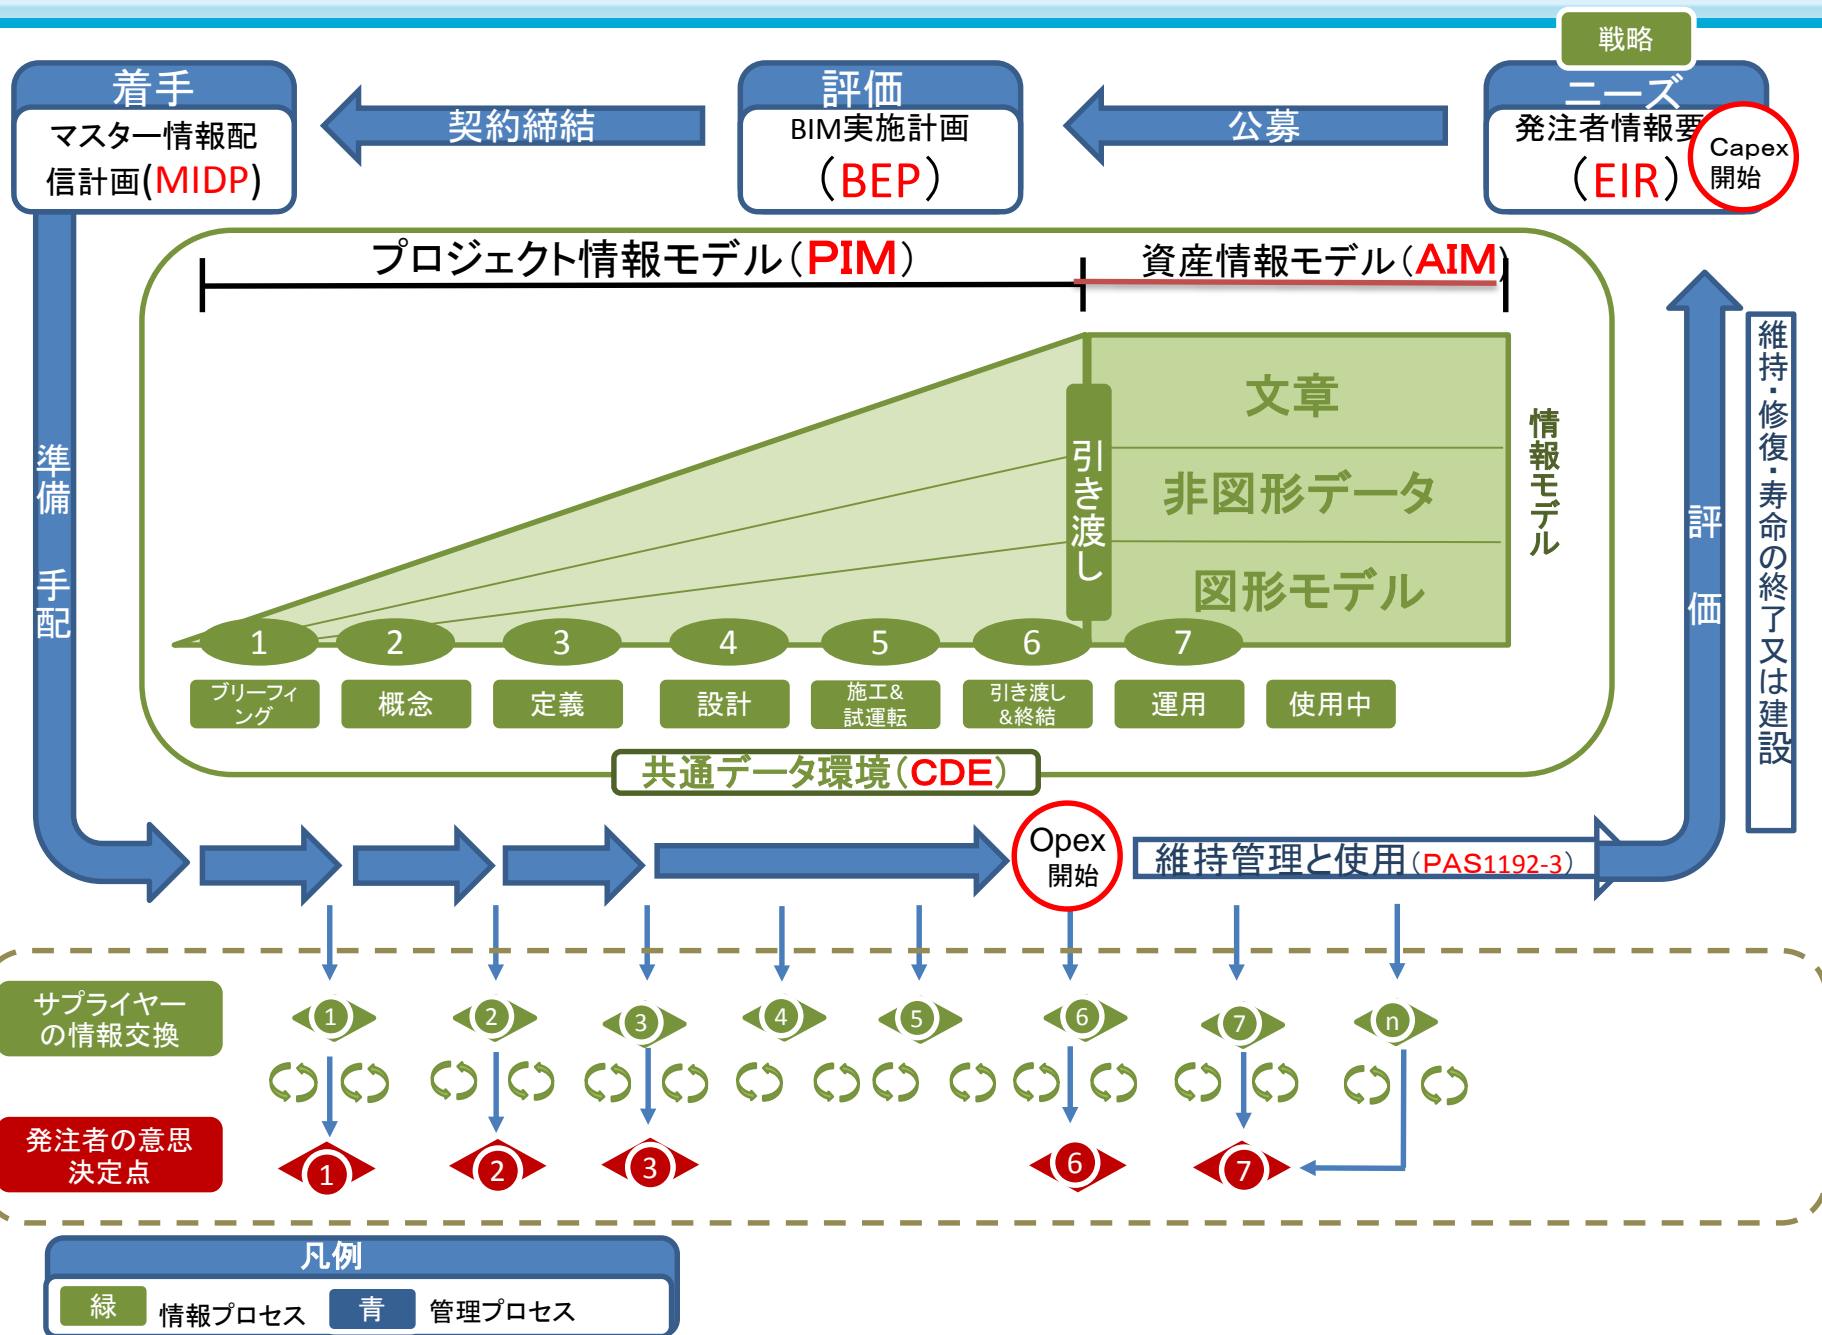 戦略
着手
マスター情報配
信計画(MIDP)
契約締結
評価
BIM実施計画
（BEP）
公募
ニーズ
発注者情報要
（EIR）
Capex
開始
プロジェクト情報モデル（PIM）
資産情報モデル（AIM）
文章
非図形データ
図形モデル
引き渡し
情報モデル
準備 手配
評 価
維持・修復・寿命の終了又は建設
1
2
3
4
5
6
7
ブリーフィ
ング
概念
定義
設計
施工&
試運転
引き渡し
&終結
運用
使用中
共通データ環境（CDE）
Opex
開始
維持管理と使用（PAS1192-3）
サプライヤー
の情報交換
1
2
3
4
5
6
7
n
発注者の意思
決定点
1
2
3
6
7
凡例
緑
情報プロセス
青
管理プロセス